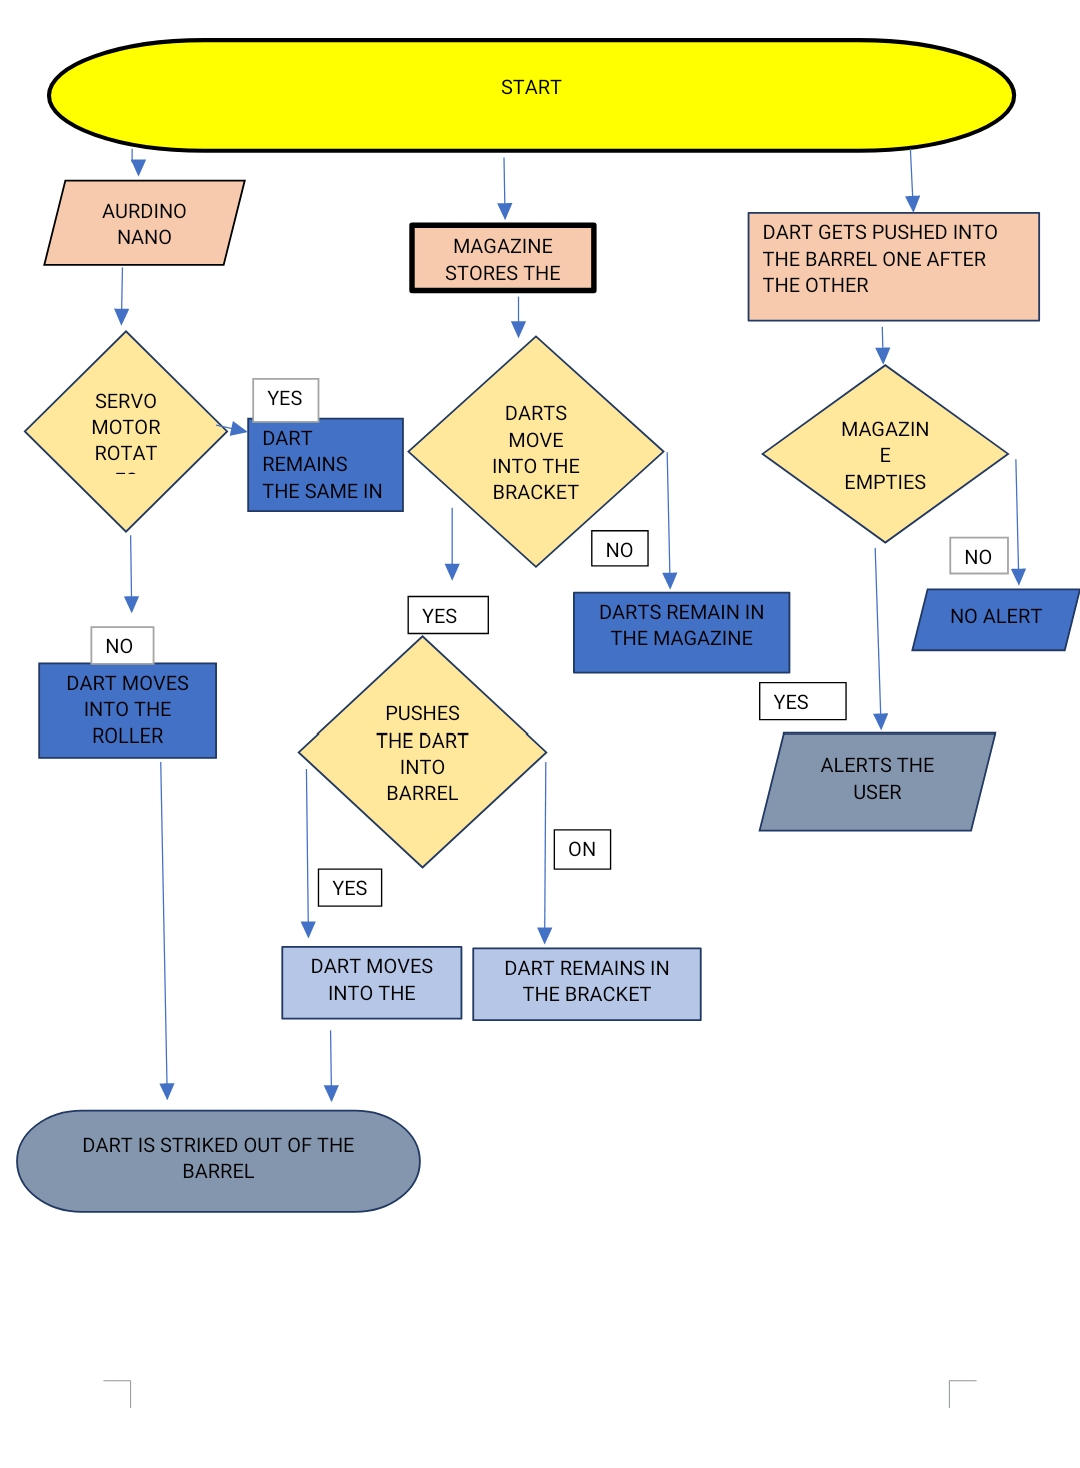 START
AURDINO
NANO
MAGAZINE
STORES THE
DART GETS PUSHED INTO
THE BARREL ONE AFTER
THE OTHER
SERVO
MOTOR
ROTAT
YES
DART
REMAINS
THE SAME IN
DARTS
MOVE
INTO THE
BRACKET
MAGAZIN
E
EMPTIES
NO
NO
NO ALERT
YES
DARTS REMAIN IN
THE MAGAZINE
NO
DART MOVES
INTO THE
ROLLER
PUSHES
THE DART
INTO
BARREL
YES
ALERTS THE
USER
ON
YES
DART MOVES
INTO THE
DART REMAINS IN
THE BRACKET
DART IS STRIKED OUT OF THE
BARREL